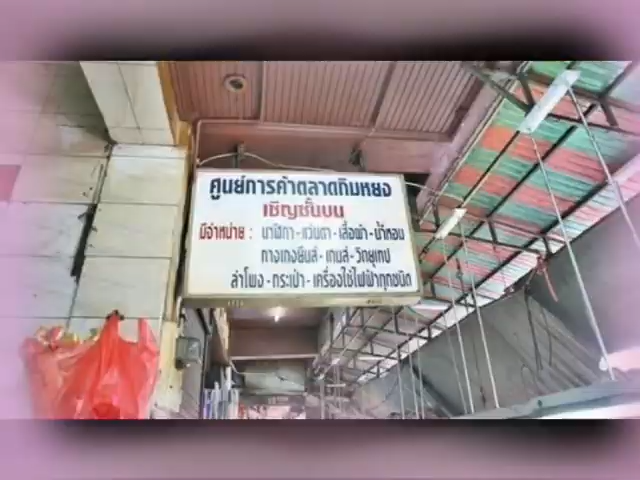 ศูนย์การค้าตลาดกิมหยง
เชิญชั้นบน
มีจำหน่าย : นาฬิกา - แว่นตา - เสื้อผ้า - น้ำหอม
กางเกงยีนส์ - เกมส์ - วิทยุเทป
ลำโพง - กระเป๋า - เครื่องใช้ไฟฟ้าทุกชนิด